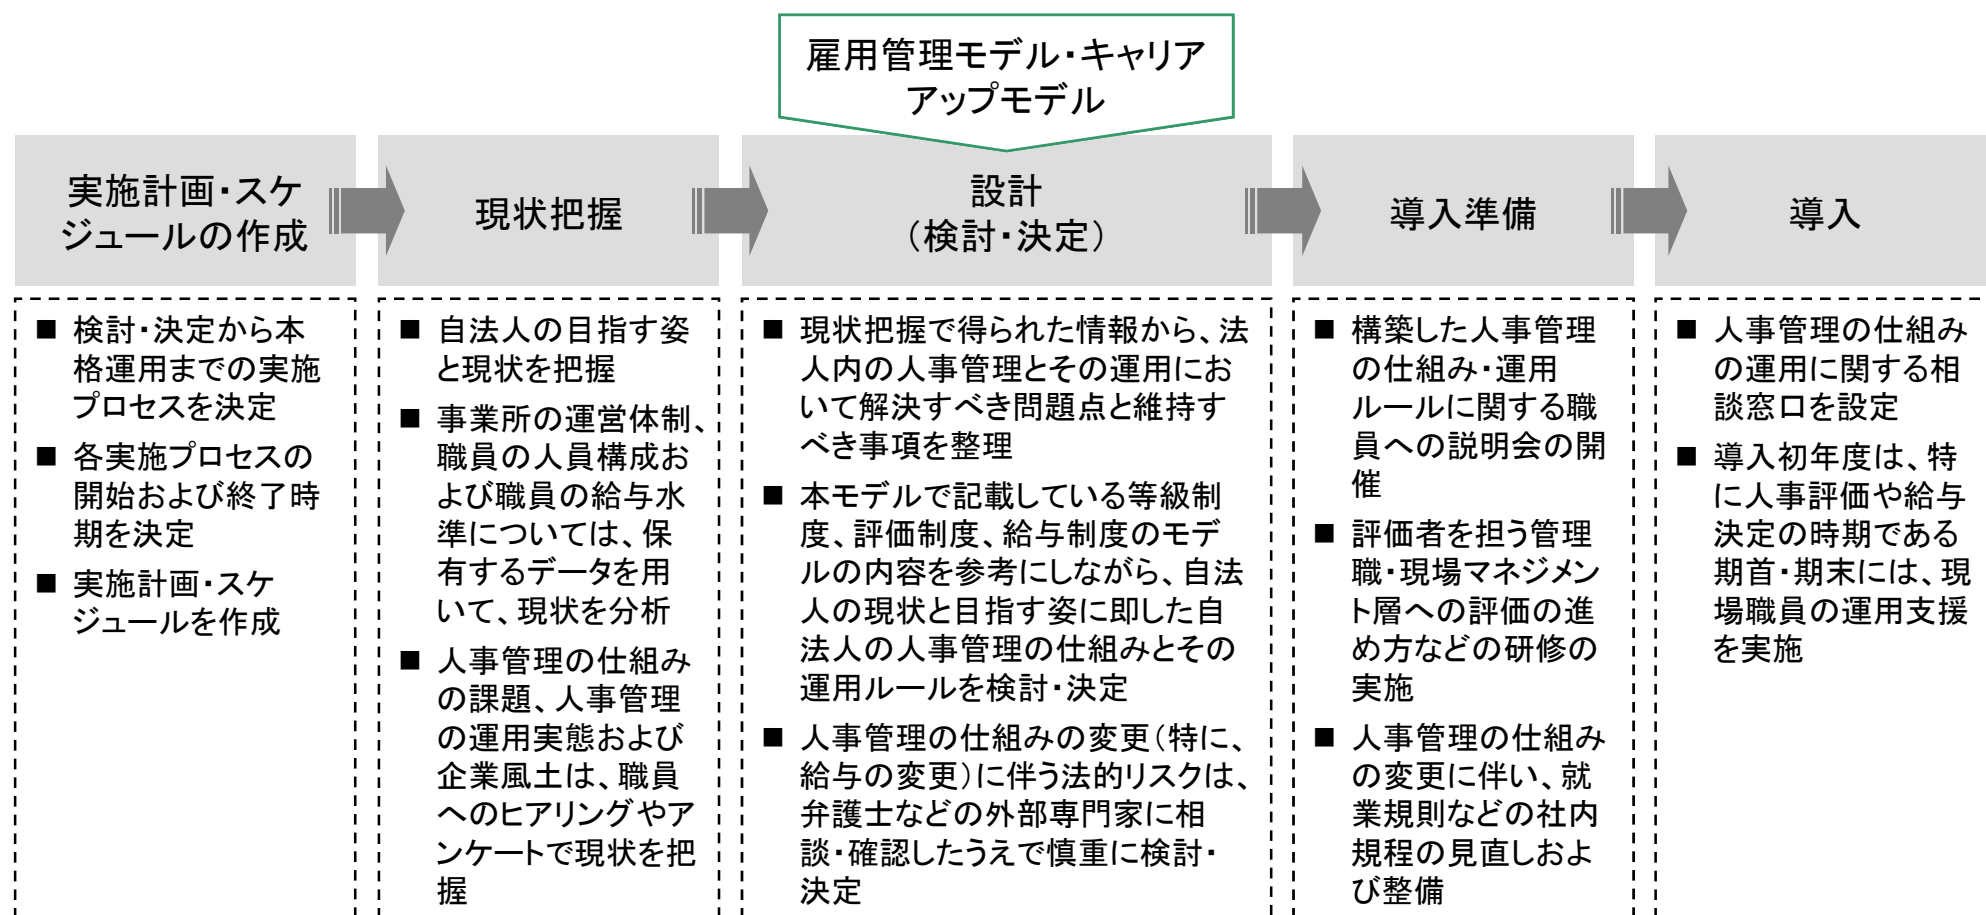 雇用管理モデル・キャリア
アップモデル
実施計画・スケ
ジュールの作成
現状把握
設計
（検討・決定）
導入準備
導入
■ 検討・決定から本
格運用までの実施
プロセスを決定
■ 各実施プロセスの
開始および終了時
期を決定
■ 実施計画・スケ
ジュールを作成
■ 自法人の目指す姿
と現状を把握
■ 事業所の運営体制、
職員の人員構成お
よび職員の給与水
準については、保
有するデータを用
いて、現状を分析
■ 人事管理の仕組み
の課題、人事管理
の運用実態および
企業風土は、職員
へのヒアリングやア
ンケートで現状を把
握
■ 現状把握で得られた情報から、法
人内の人事管理とその運用にお
いて解決すべき問題点と維持す
べき事項を整理
■ 本モデルで記載している等級制
度、評価制度、給与制度のモデ
ルの内容を参考にしながら、自法
人の現状と目指す姿に即した自
法人の人事管理の仕組みとその
運用ルールを検討・決定
■ 人事管理の仕組みの変更（特に、
給与の変更）に伴う法的リスクは、
弁護士などの外部専門家に相
談・確認したうえで慎重に検討・
決定
■ 構築した人事管理
の仕組み・運用
ルールに関する職
員への説明会の開
催
■ 評価者を担う管理
職・現場マネジメン
ト層への評価の進
め方などの研修の
実施
■ 人事管理の仕組み
の変更に伴い、就
業規則などの社内
規程の見直しおよ
び整備
■ 人事管理の仕組み
の運用に関する相
談窓口を設定
■ 導入初年度は、特
に人事評価や給与
決定の時期である
期首・期末には、現
場職員の運用支援
を実施